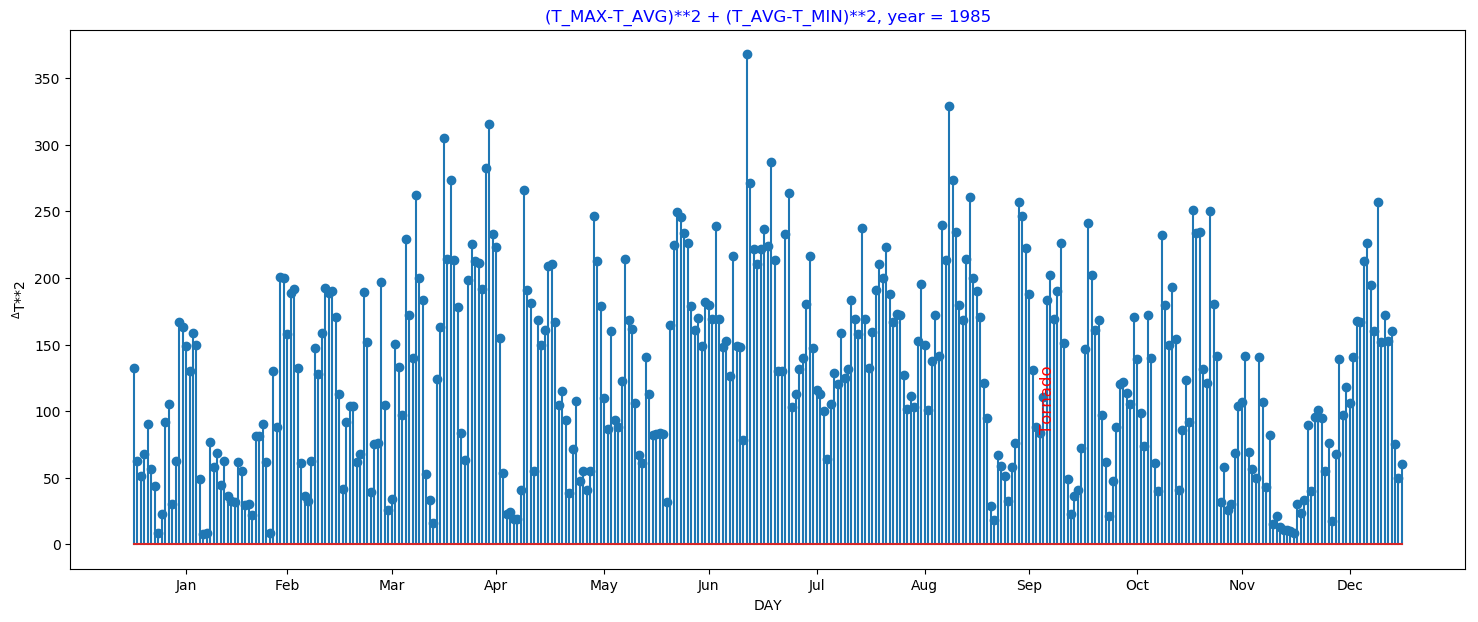 (T_MAX-T_AVG)**2 + (T_AVG-T_MIN)**2, year = 1985
350
300
250
200
150
100
50
0
ΔT**2
Tornado
Jan Feb Mar Apr May Jun Jul Aug Sep Oct Nov Dec
DAY